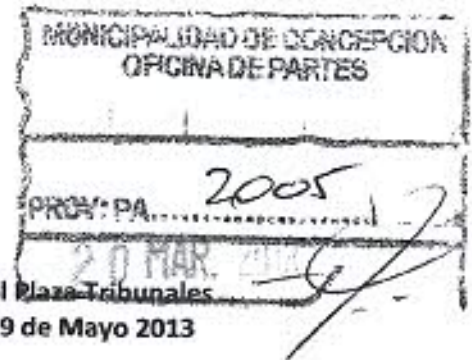 MUNICIPALIDAD DE CONCEPCION
OFICINA DE PARTES
PROV: PA 2005
20 MAR.
l Plaza Tribunales
9 de Mayo 2013